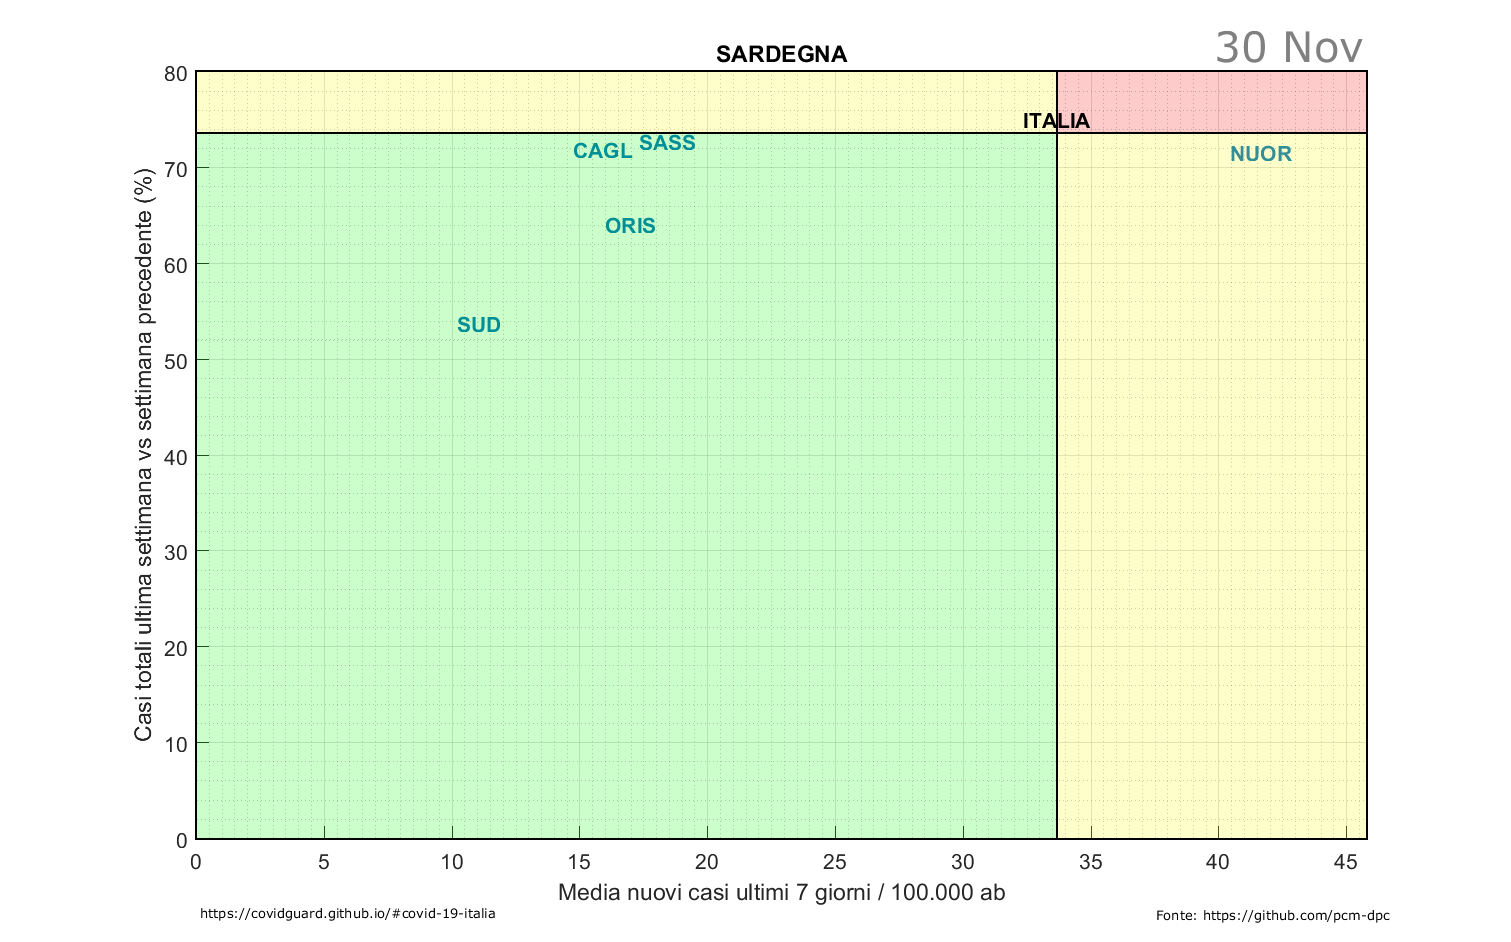 30 Nov
SARDEGNA
80
70
60
50
40
30
20
10
0
Casi totali ultima settimana vs settimana precedente (%)
ITALIA
SASS
CAGL
NUOR
ORIS
SUD
0 5 10 15 20 25 30 35 40 45
Media nuovi casi ultimi 7 giorni / 100.000 ab
https://covidguard.github.io/#covid-19-italia
Fonte: https://github.com/pcm-dpc